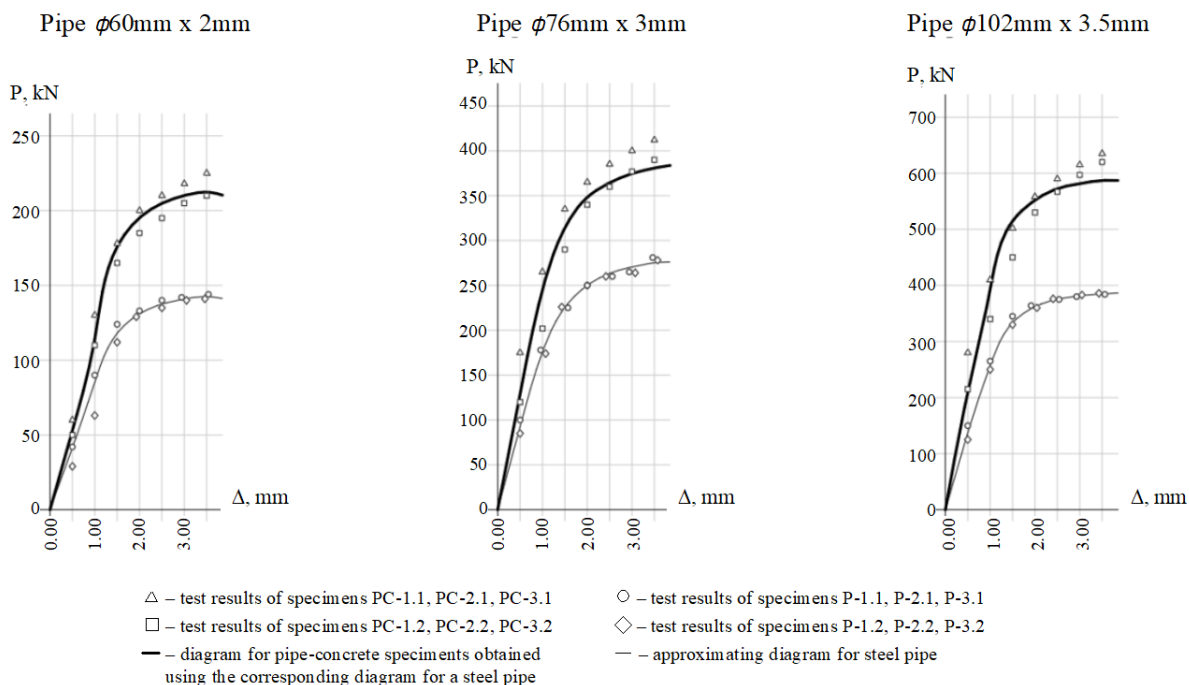 Pipe ϕ60mm x 2mm
Pipe ϕ76mm x 3mm
Pipe ϕ102mm x 3.5mm
P, kN
250
200
150
100
50
0
Δ, mm
0.00
1.00
2.00
3.00
P, kN
450
400
350
300
250
200
150
100
50
0
Δ, mm
0.00
1.00
2.00
3.00
P, kN
700
600
500
400
300
200
100
0
Δ, mm
0.00
1.00
2.00
3.00
△ – test results of specimens PC-1.1, PC-2.1, PC-3.1
□ – test results of specimens PC-1.2, PC-2.2, PC-3.2
– diagram for pipe-concrete speciments obtained
using the corresponding diagram for a steel pipe
○ – test results of specimens P-1.1, P-2.1, P-3.1
◇ – test results of specimens P-1.2, P-2.2, P-3.2
– approximating diagram for steel pipe